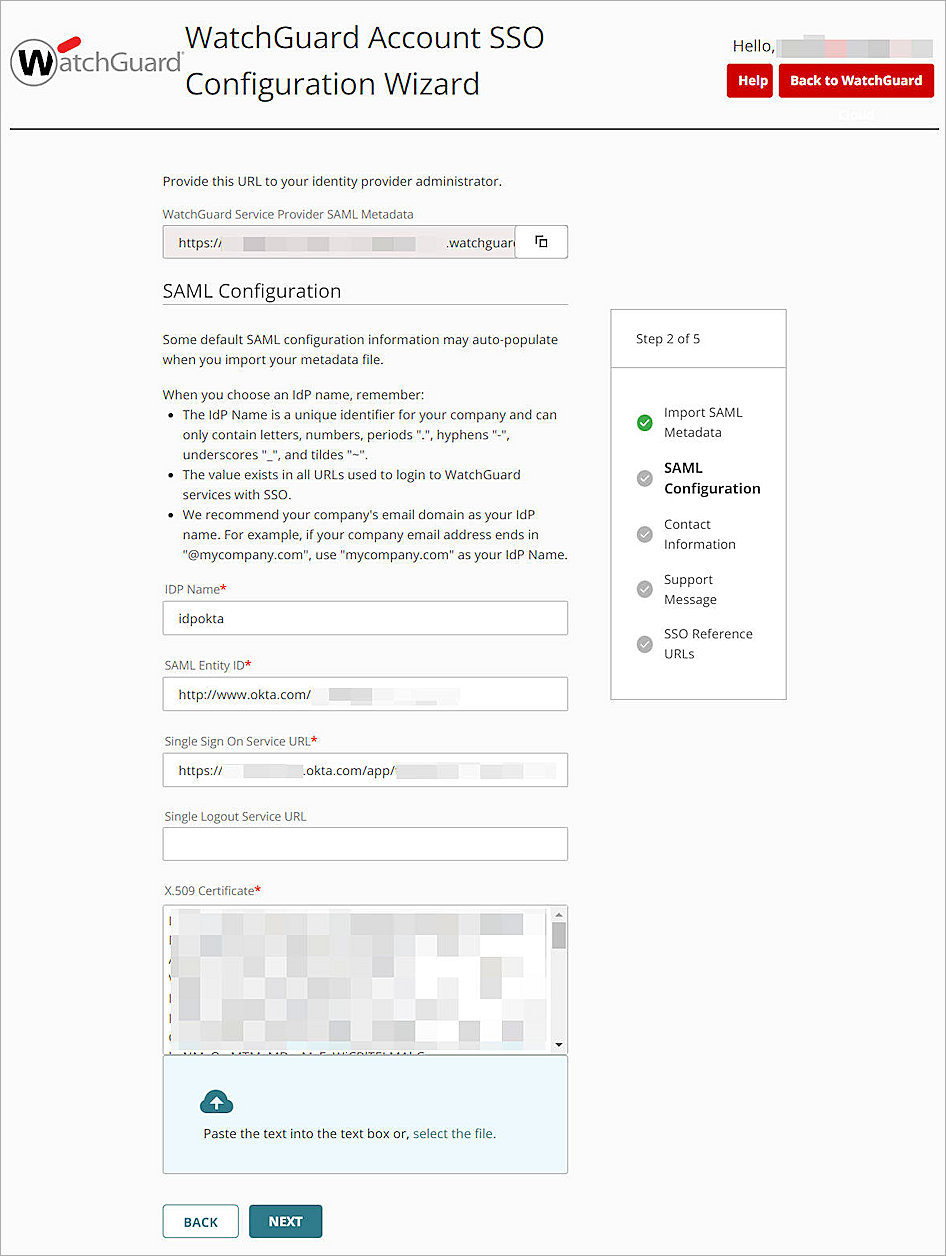 WatchGuard
WatchGuard Account SSO
Configuration Wizard
Hello,
Help
Back to WatchGuard
Cloud
Provide this URL to your identity provider administrator.
WatchGuard Service Provider SAML Metadata
https://
.watchguard
SAML Configuration
Some default SAML configuration information may auto-populate
when you import your metadata file.
When you choose an IdP name, remember:
• The IdP Name is a unique identifier for your company and can
only contain letters, numbers, periods ".", hyphens "-",
underscores "_", and tildes "~".
• The value exists in all URLs used to login to WatchGuard
services with SSO.
• We recommend your company's email domain as your IdP
name. For example, if your company email address ends in
"@mycompany.com", use "mycompany.com" as your IdP Name.
IDP Name*
idpokta
SAML Entity ID*
http://www.okta.com/
Single Sign On Service URL*
https://
.okta.com/app/
Single Logout Service URL
X.509 Certificate*
Paste the text into the text box or, select the file.
BACK
NEXT
Step 2 of 5
Import SAML
Metadata
SAML
Configuration
Contact
Information
Support
Message
SSO Reference
URLs